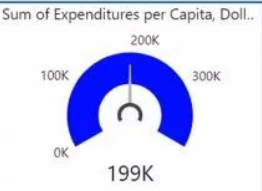 Sum of Expenditures per Capita, Doll..
200K
100K
300K
0K
199K